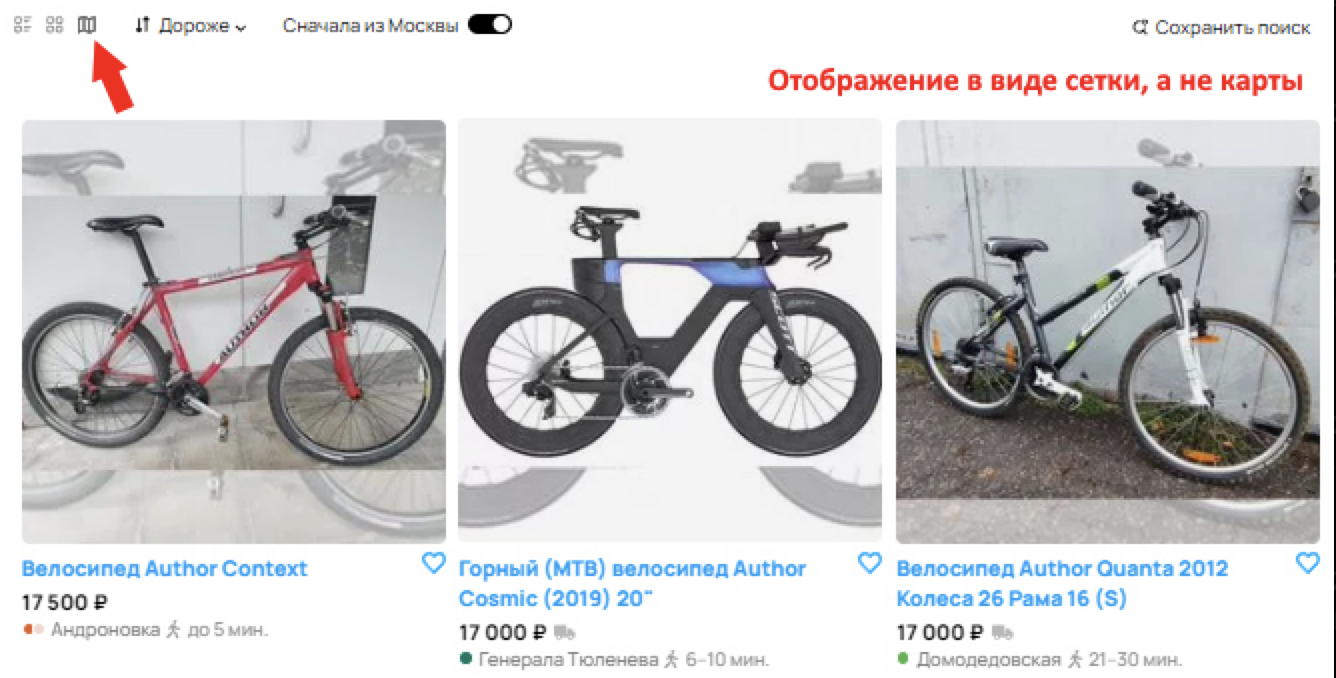 Дороже
Сначала из Москвы
Сохранить поиск
Отображение в виде сетки, а не карты
AUTHOR
SCOTT
Велосипед Author Context
17 500 ₽
Андроновка до 5 мин.
Горный (MTB) велосипед Author
Cosmic (2019) 20"
17 000 ₽
Генерала Тюленева 6–10 мин.
Велосипед Author Quanta 2012
Колеса 26 Рама 16 (S)
17 000 ₽
Домодедовская 21–30 мин.